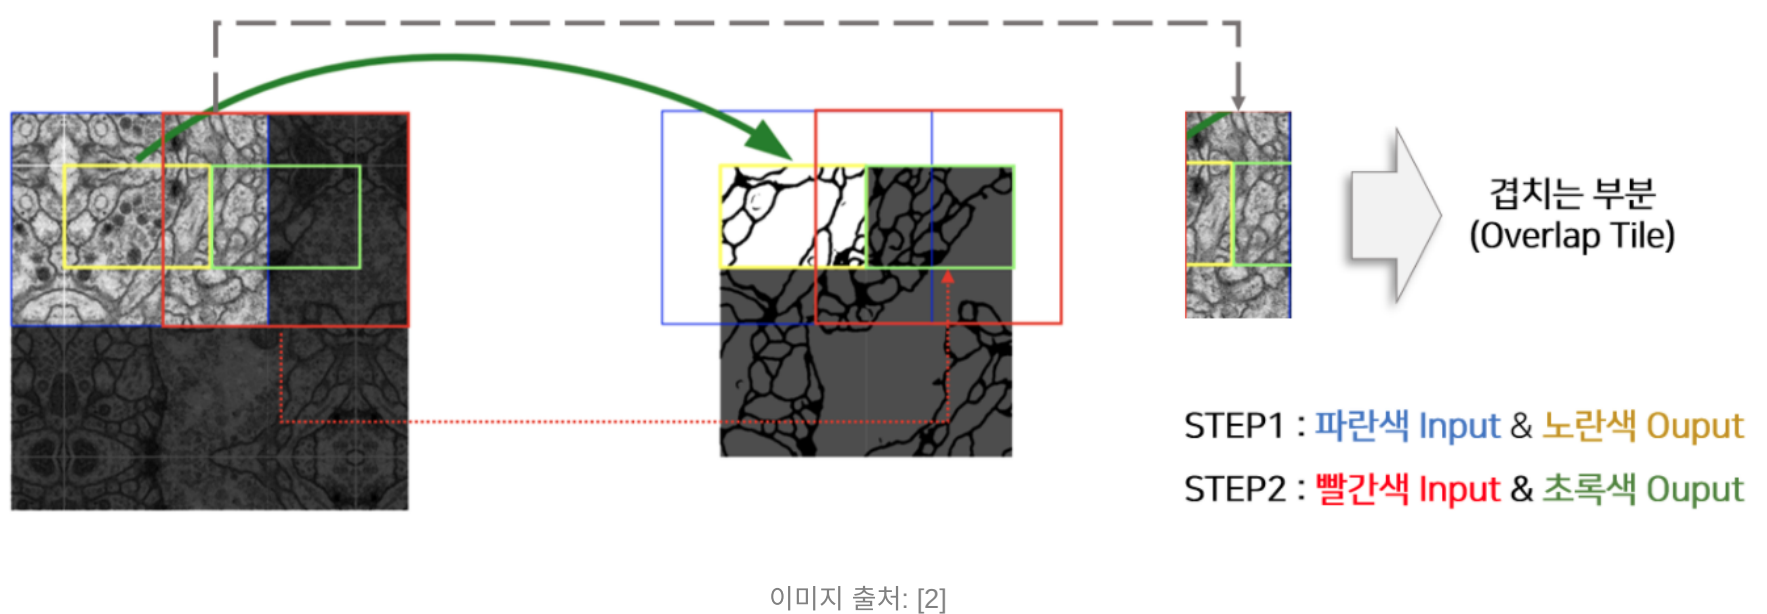 겹치는 부분
(Overlap Tile)
STEP1 : 파란색 Input & 노란색 Ouput
STEP2 : 빨간색 Input & 초록색 Ouput
이미지 출처: [2]